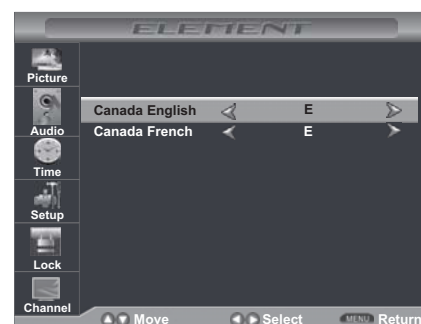 ELEMENT
Picture
Audio
Time
Setup
Lock
Channel
Canada English E
Canada French E
Move Select MENU Return